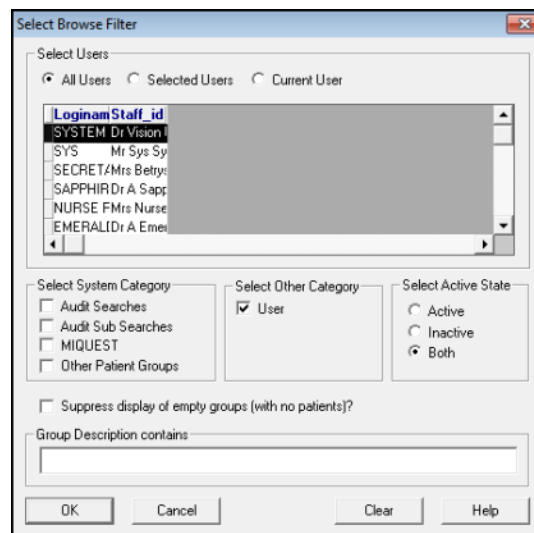 Select Browse Filter
Select Users
All Users Selected Users Current User
Loginam Staff_id
SYSTEM Dr Vision
SYS Mr Sys Sy
SECRETA Mrs Betrys
SAPPHIR Dr A Sapp
NURSE F Mrs Nurse
EMERALD Dr A Emer
Select System Category Select Other Category Select Active State
Audit Searches User Active
Audit Sub Searches Inactive
MIQUEST Both
Other Patient Groups
Suppress display of empty groups (with no patients)?
Group Description contains
OK Cancel Clear Help